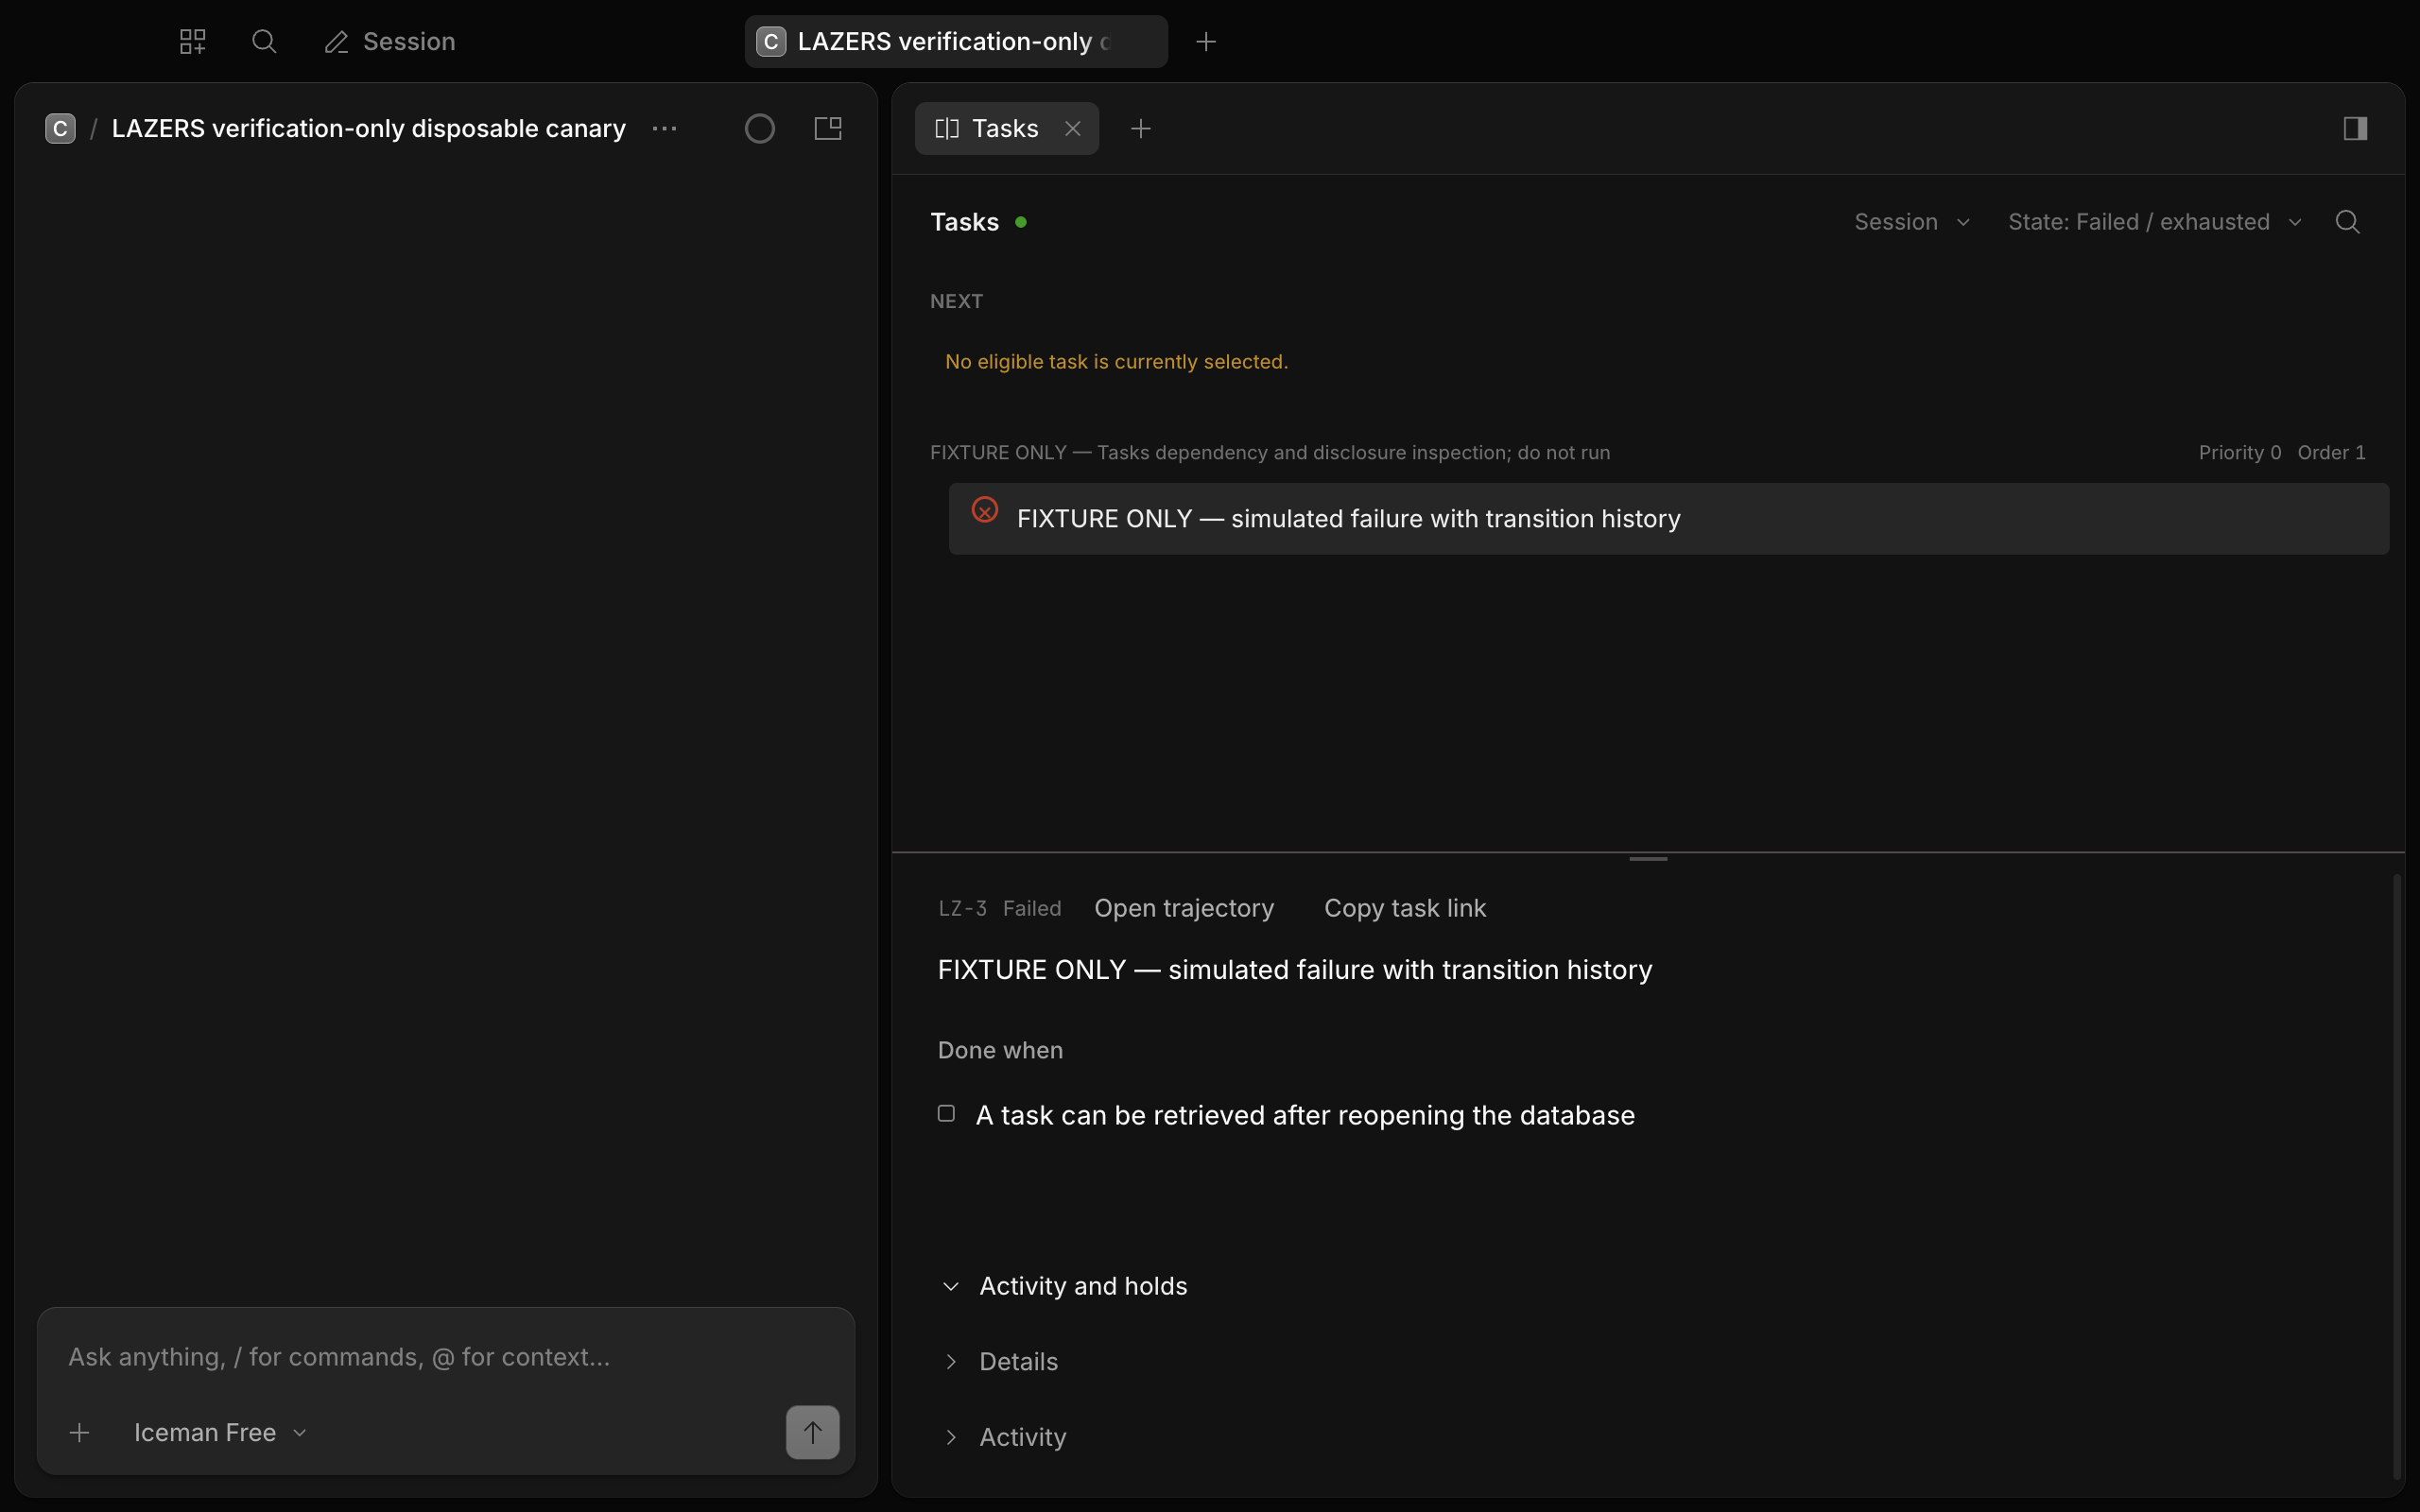 Session
C LAZERS verification-only
C / LAZERS verification-only disposable canary
Tasks
Tasks
Session
State: Failed / exhausted
NEXT
No eligible task is currently selected.
FIXTURE ONLY — Tasks dependency and disclosure inspection; do not run
Priority 0 Order 1
FIXTURE ONLY — simulated failure with transition history
LZ-3 Failed Open trajectory Copy task link
FIXTURE ONLY — simulated failure with transition history
Done when
A task can be retrieved after reopening the database
Activity and holds
Details
Activity
Ask anything, / for commands, @ for context...
Iceman Free